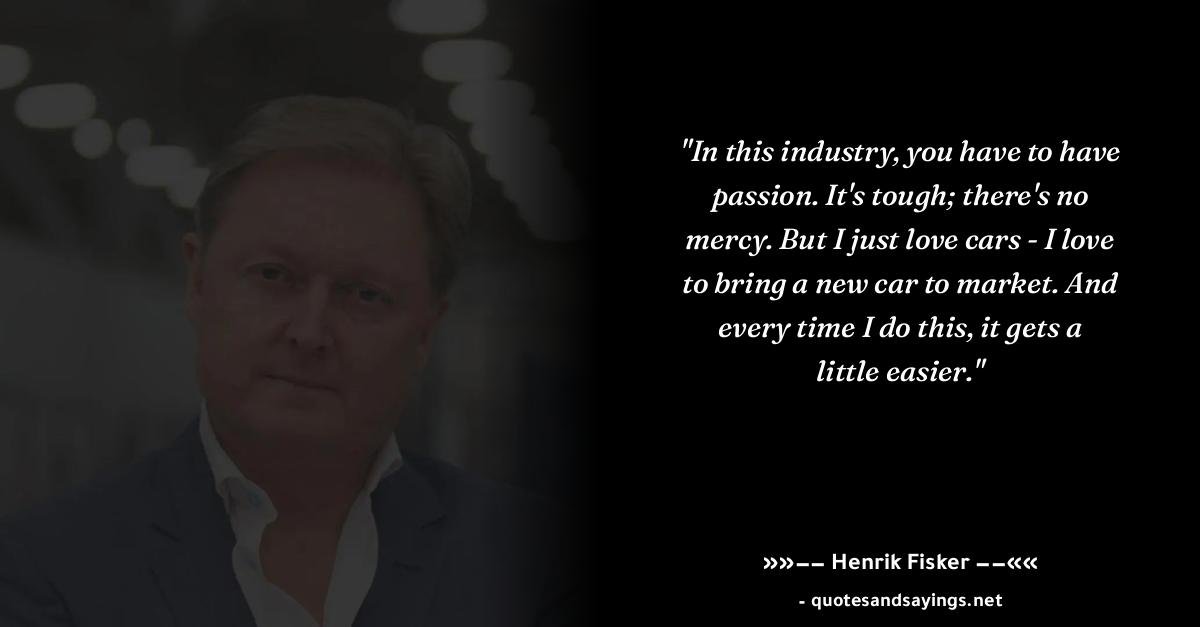 "In this industry, you have to have
passion. It's tough; there's no
mercy. But I just love cars - I love
to bring a new car to market. And
every time I do this, it gets a
little easier."
»»–– Henrik Fisker ––««
- quotesandsayings.net